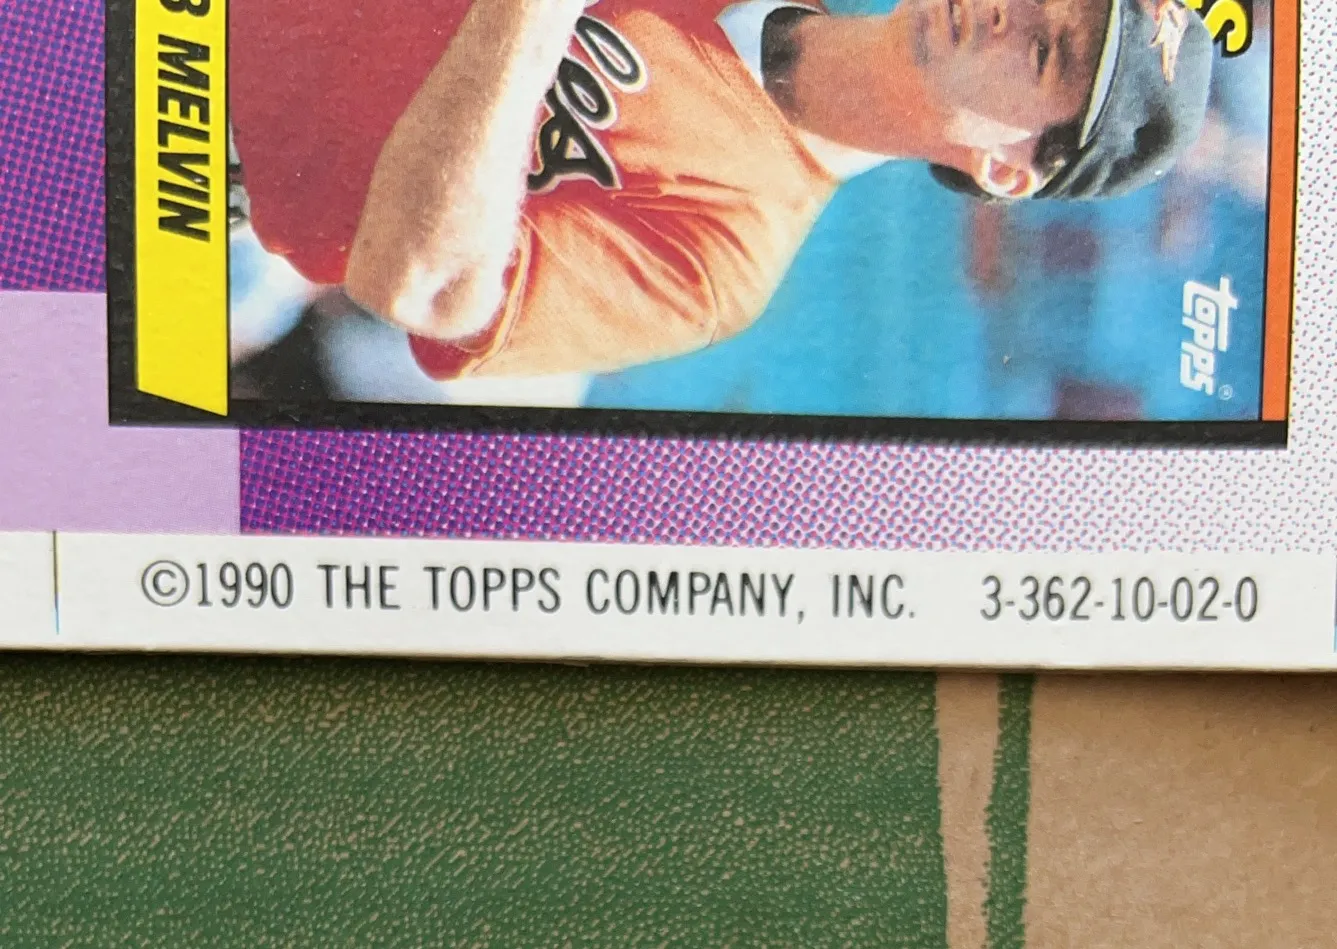 B MELVIN
topps®
©1990 THE TOPPS COMPANY, INC. 3-362-10-02-0